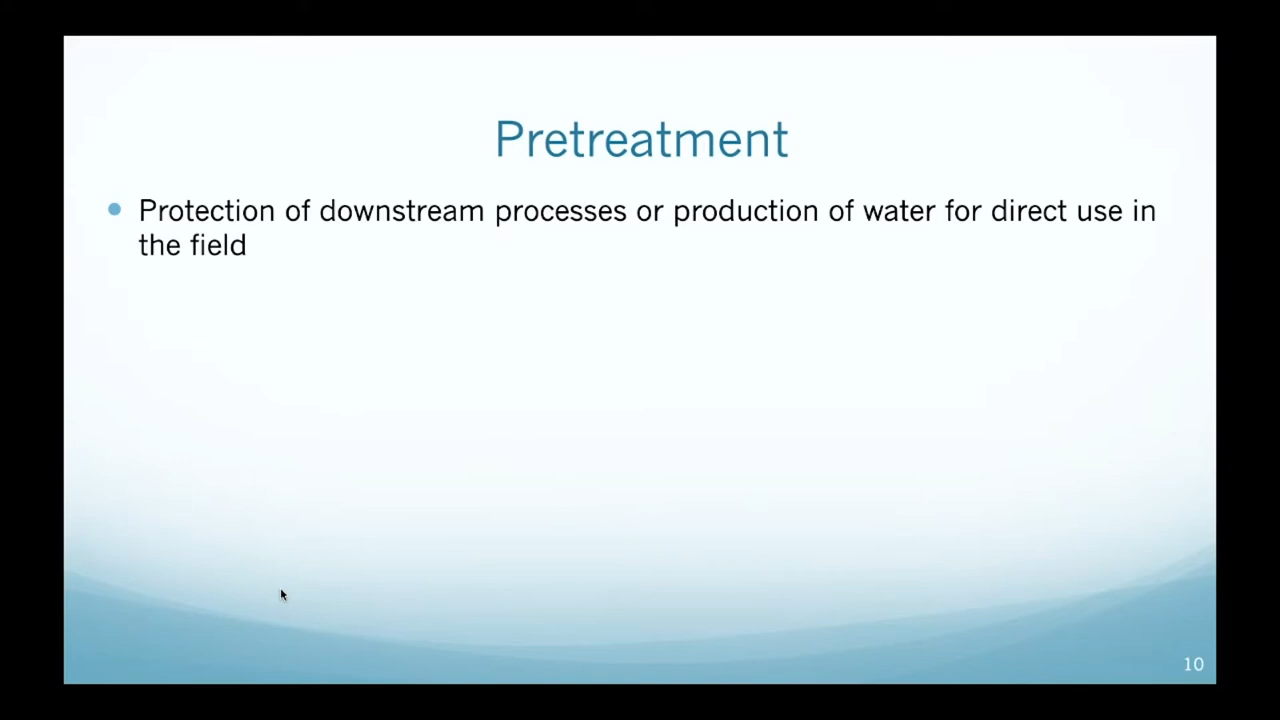 Pretreatment
Protection of downstream processes or production of water for direct use in
the field
10